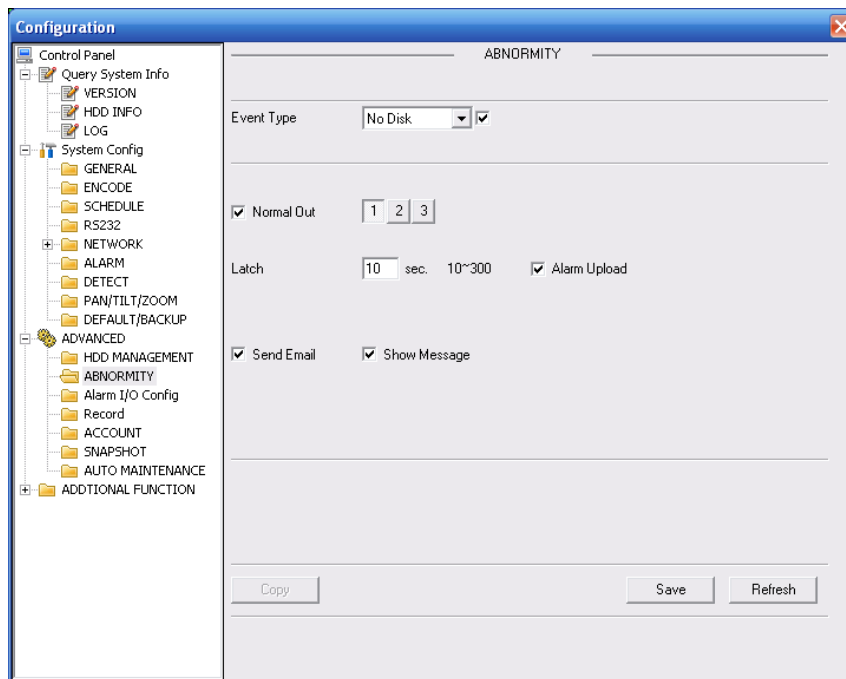 Configuration
Control Panel
Query System Info
VERSION
HDD INFO
LOG
System Config
GENERAL
ENCODE
SCHEDULE
RS232
NETWORK
ALARM
DETECT
PAN/TILT/ZOOM
DEFAULT/BACKUP
ADVANCED
HDD MANAGEMENT
ABNORMITY
Alarm I/O Config
Record
ACCOUNT
SNAPSHOT
AUTO MAINTENANCE
ADDTIONAL FUNCTION
ABNORMITY
Event Type No Disk
Normal Out 1 2 3
Latch 10 sec. 10~300 Alarm Upload
Send Email Show Message
Copy Save Refresh